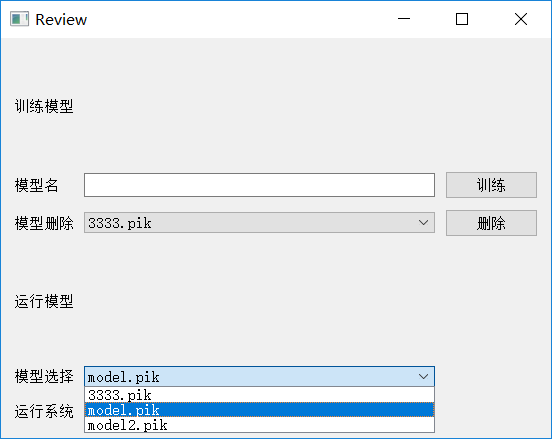 Review
训练模型
模型名 训练
模型删除 3333.pik 删除
运行模型
模型选择 model.pik
3333.pik
运行系统 model.pik
model2.pik